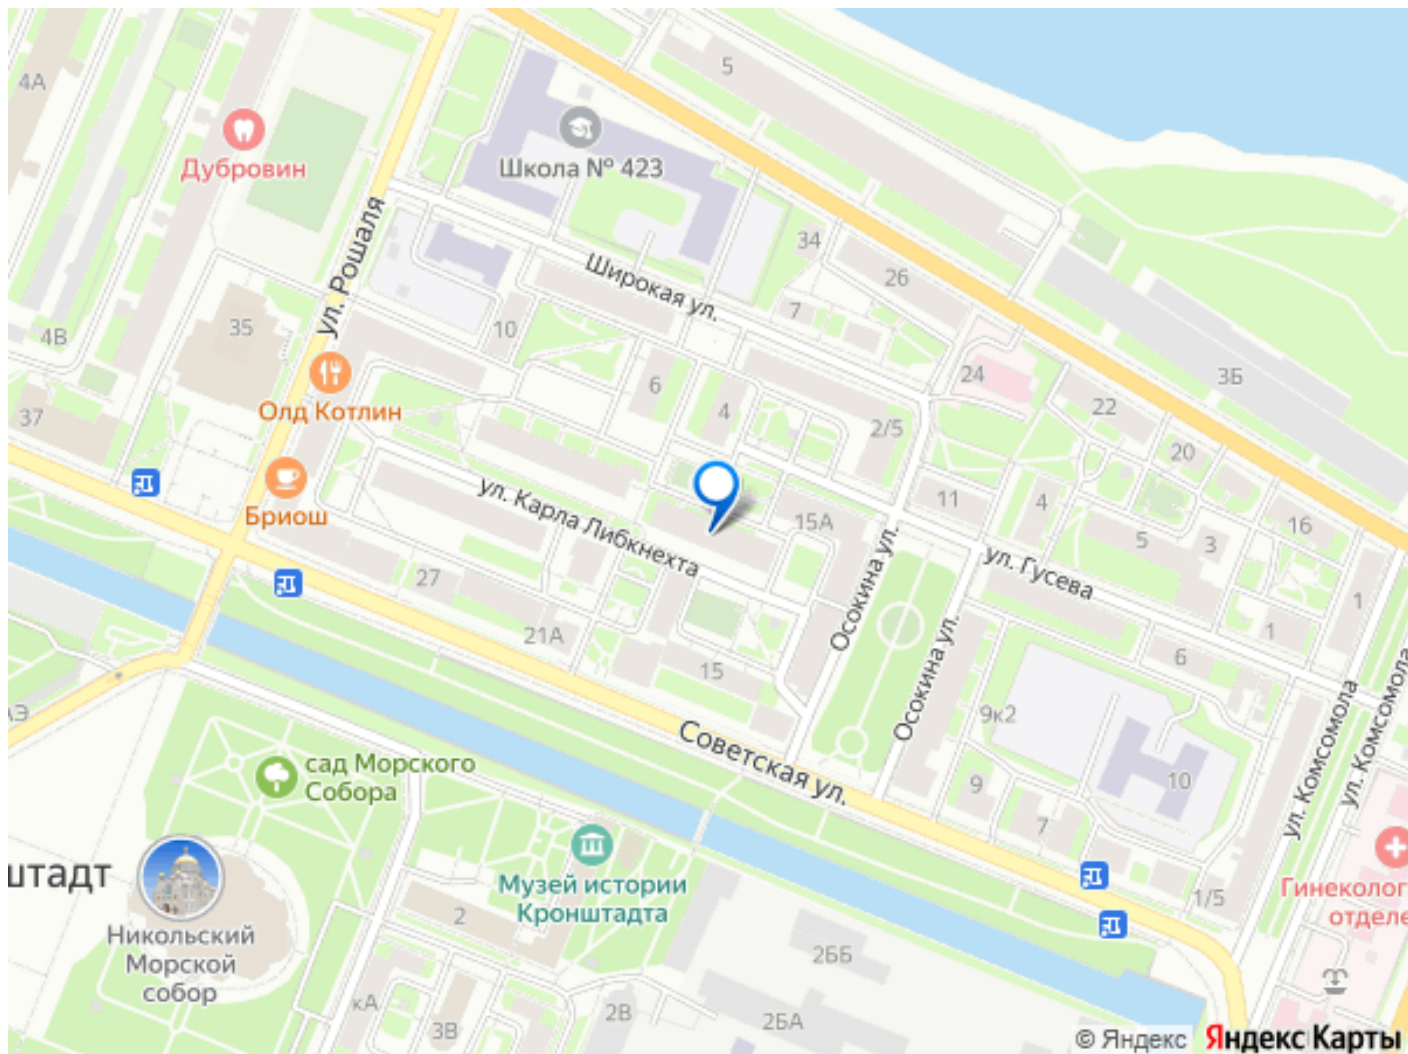 5
4А
Школа № 423
Дубровин
ул. Рошаля
34
Широкая ул.
26
7
35
10
4В
24
3Б
6
22
4
Олд Котлин
37
2/5
20
11
4
15А
16
ул. Карла Либкнехта
Бриош
5
3
ул. Гусева
27
Осокина ул.
1
21А
1
Осокина ул.
6
15
9к2
Советская ул.
ул. Комсомола
ул. Комсомола
сад Морского
Собора
9
10
7
штадт
Музей истории
Кронштадта
2
1/5
Гинеколог
отделе
Никольский
Морской
собор
2ББ
кА
3В
2В
2БА
© Яндекс Яндекс Карты